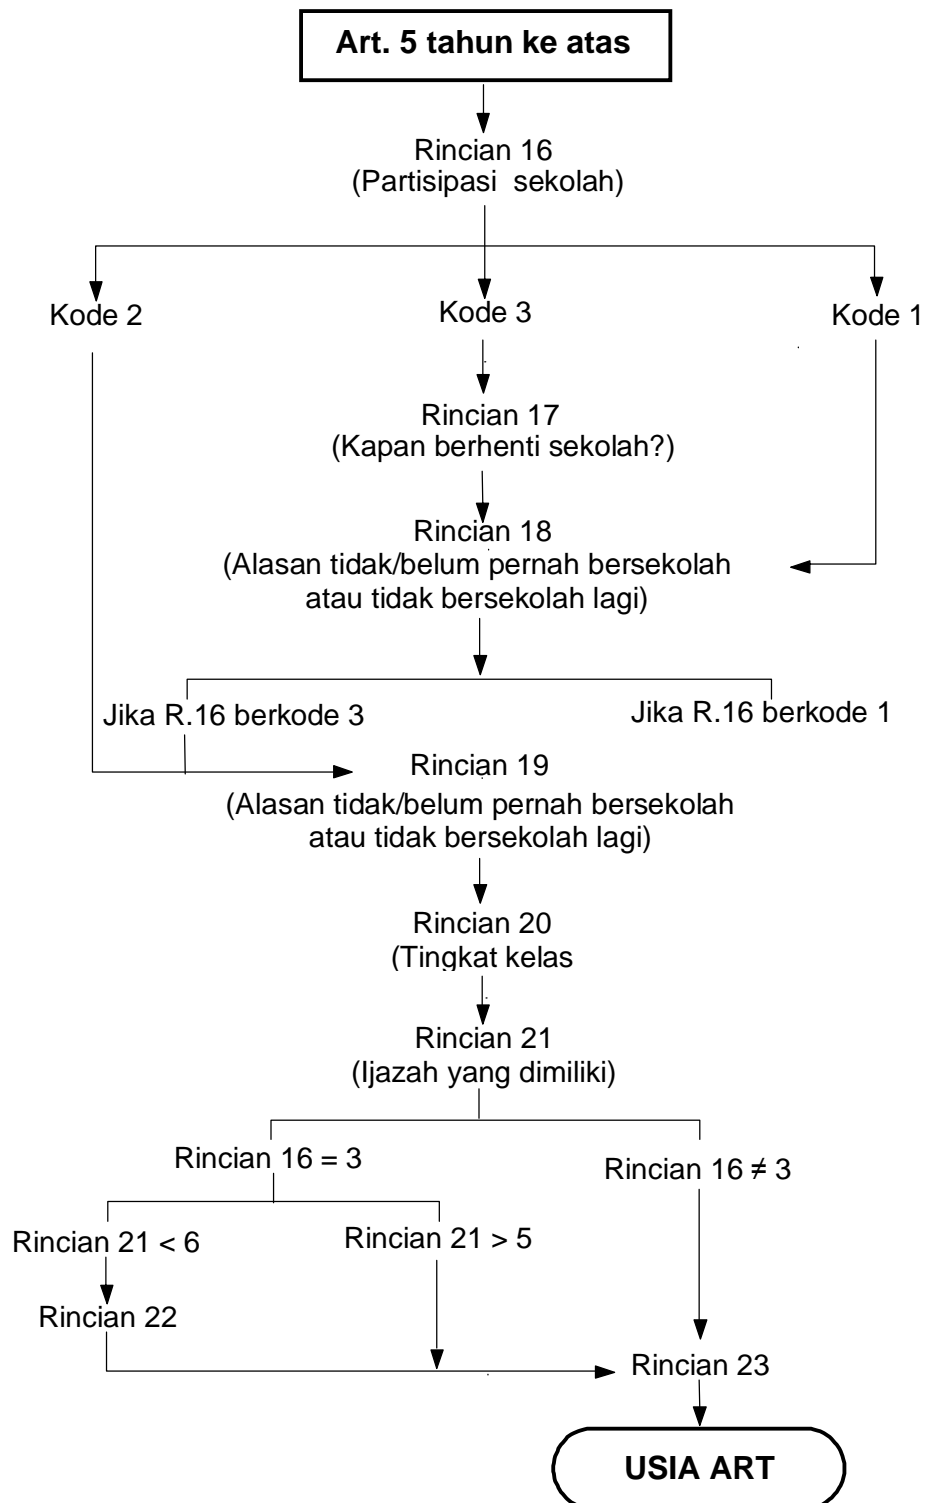 Art. 5 tahun ke atas
Rincian 16
(Partisipasi sekolah)
Kode 2
Kode 3
Kode 1
Rincian 17
(Kapan berhenti sekolah?)
Rincian 18
(Alasan tidak/belum pernah bersekolah
atau tidak bersekolah lagi)
Jika R.16 berkode 3
Jika R.16 berkode 1
Rincian 19
(Alasan tidak/belum pernah bersekolah
atau tidak bersekolah lagi)
Rincian 20
(Tingkat kelas
Rincian 21
(Ijazah yang dimiliki)
Rincian 16 = 3
Rincian 16 ≠ 3
Rincian 21 < 6
Rincian 21 > 5
Rincian 22
Rincian 23
USIA ART